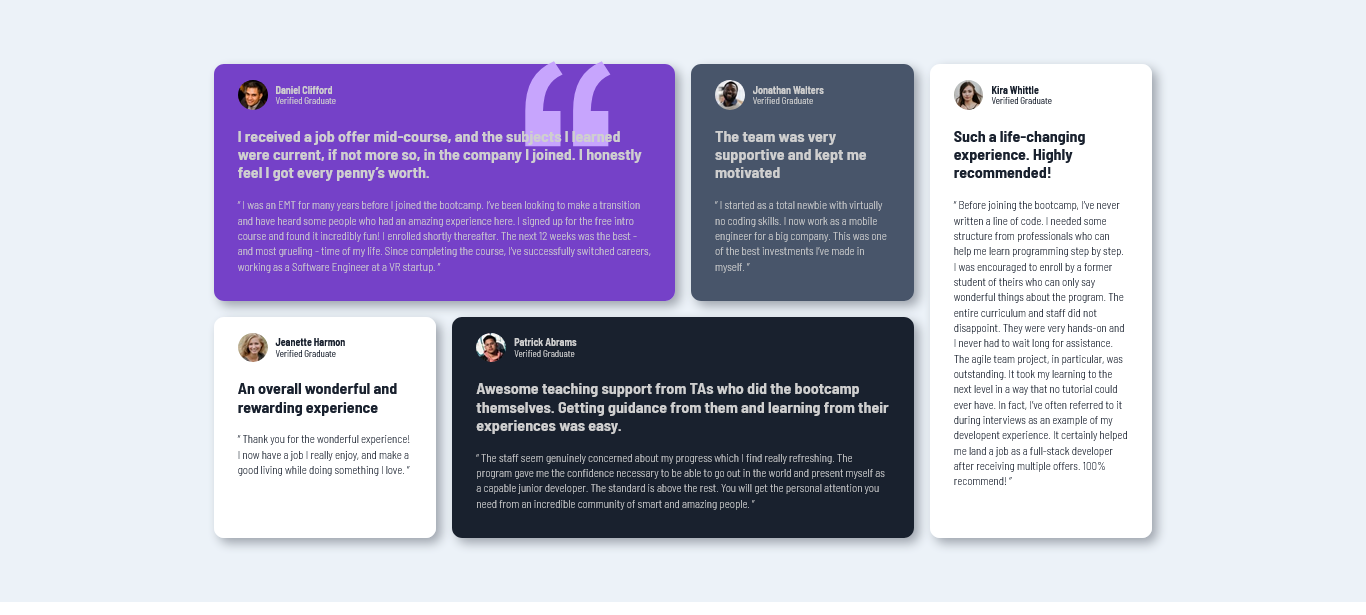 “
Daniel Clifford
Verified Graduate
I received a job offer mid-course, and the subjects I learned
were current, if not more so, in the company I joined. I honestly
feel I got every penny’s worth.
“ I was an EMT for many years before I joined the bootcamp. I’ve been looking to make a transition
and have heard some people who had an amazing experience here. I signed up for the free intro
course and found it incredibly fun! I enrolled shortly thereafter. The next 12 weeks was the best -
and most grueling - time of my life. Since completing the course, I’ve successfully switched careers,
working as a Software Engineer at a VR startup. ”
Jonathan Walters
Verified Graduate
The team was very
supportive and kept me
motivated
“ I started as a total newbie with virtually
no coding skills. I now work as a mobile
engineer for a big company. This was one
of the best investments I’ve made in
myself. ”
Kira Whittle
Verified Graduate
Such a life-changing
experience. Highly
recommended!
“ Before joining the bootcamp, I’ve never
written a line of code. I needed some
structure from professionals who can
help me learn programming step by step.
I was encouraged to enroll by a former
student of theirs who can only say
wonderful things about the program. The
entire curriculum and staff did not
disappoint. They were very hands-on and
I never had to wait long for assistance.
The agile team project, in particular, was
outstanding. It took my learning to the
next level in a way that no tutorial could
ever have. In fact, I’ve often referred to it
during interviews as an example of my
developent experience. It certainly helped
me land a job as a full-stack developer
after receiving multiple offers. 100%
recommend! ”
Jeanette Harmon
Verified Graduate
An overall wonderful and
rewarding experience
“ Thank you for the wonderful experience!
I now have a job I really enjoy, and make a
good living while doing something I love. ”
Patrick Abrams
Verified Graduate
Awesome teaching support from TAs who did the bootcamp
themselves. Getting guidance from them and learning from their
experiences was easy.
“ The staff seem genuinely concerned about my progress which I find really refreshing. The
program gave me the confidence necessary to be able to go out in the world and present myself as
a capable junior developer. The standard is above the rest. You will get the personal attention you
need from an incredible community of smart and amazing people. ”